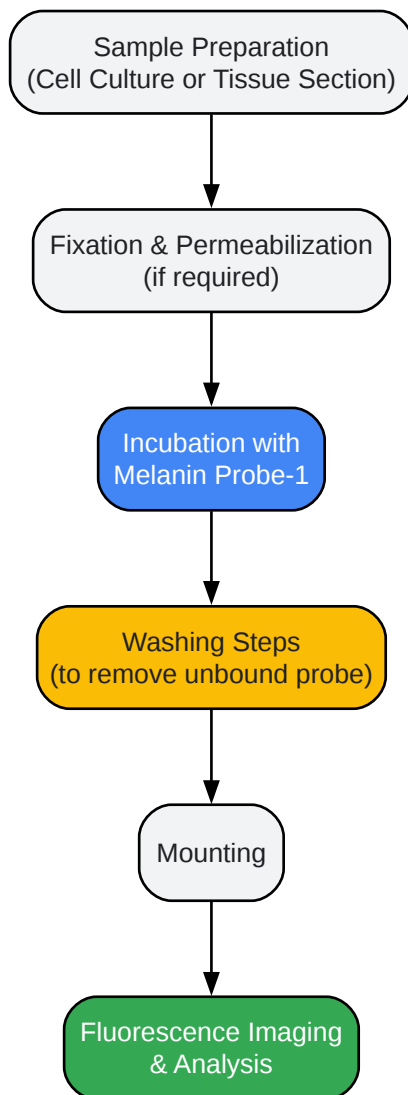 Sample Preparation
(Cell Culture or Tissue Section)
Fixation & Permeabilization
(if required)
Incubation with
Melanin Probe-1
Washing Steps
(to remove unbound probe)
Mounting
Fluorescence Imaging
& Analysis